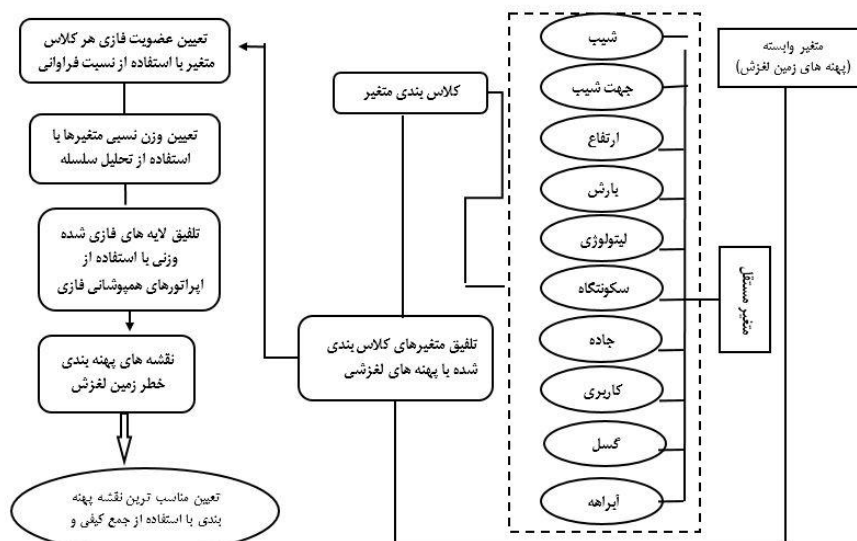 متغیر وابسته
(پهنه های زمین لغزش)
متغیر مستقل
شیب
جهت شیب
ارتفاع
بارش
لیتولوژی
سکونتگاه
جاده
کاربری
گسل
آبراهه
کلاس بندی متغیر
تلفیق متغیرهای کلاس بندی
شده با پهنه های لغزشی
تعیین عضویت فازی هر کلاس
متغیر با استفاده از نسبت فراوانی
تعیین وزن نسبی متغیرها با
استفاده از تحلیل سلسله
تلفیق لایه های فازی شده
وزنی با استفاده از
اپراتورهای همپوشانی فازی
نقشه های پهنه بندی
خطر زمین لغزش
تعیین مناسب ترین نقشه پهنه
بندی با استفاده از جمع کیفی و